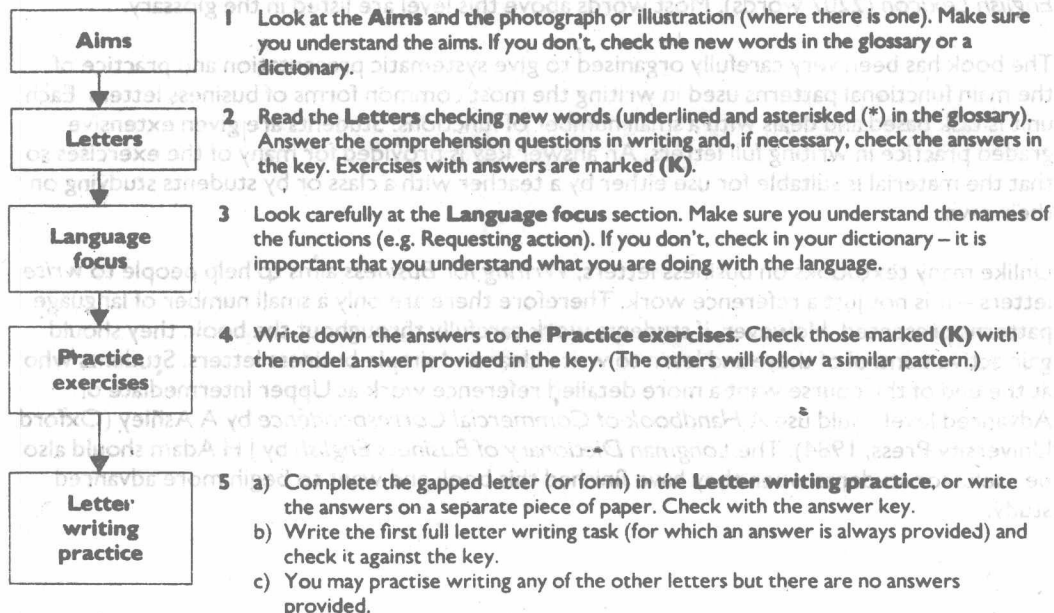 Aims
1 Look at the Aims and the photograph or illustration (where there is one). Make sure
you understand the aims. If you don't, check the new words in the glossary or a
dictionary.
Letters
2 Read the Letters checking new words (underlined and asterisked (*) in the glossary).
Answer the comprehension questions in writing and, if necessary, check the answers in
the key. Exercises with answers are marked (K).
Language
focus
3 Look carefully at the Language focus section. Make sure you understand the names of
the functions (e.g. Requesting action). If you don't, check in your dictionary – it is
important that you understand what you are doing with the language.
Practice
exercises
4 Write down the answers to the Practice exercises. Check those marked (K) with
the model answer provided in the key. (The others will follow a similar pattern.)
Letter
writing
practice
5 a) Complete the gapped letter (or form) in the Letter writing practice, or write
the answers on a separate piece of paper. Check with the answer key.
b) Write the first full letter writing task (for which an answer is always provided) and
check it against the key.
c) You may practise writing any of the other letters but there are no answers
provided.